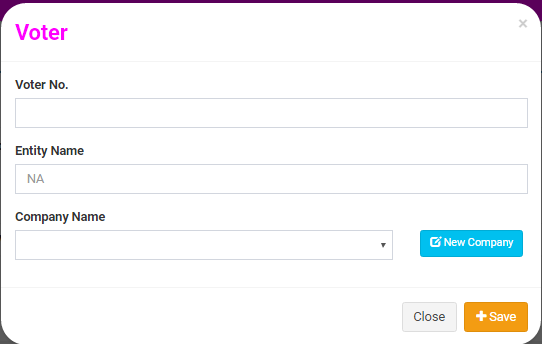 Voter
×
Voter No.
Entity Name
NA
Company Name
New Company
Close
Save